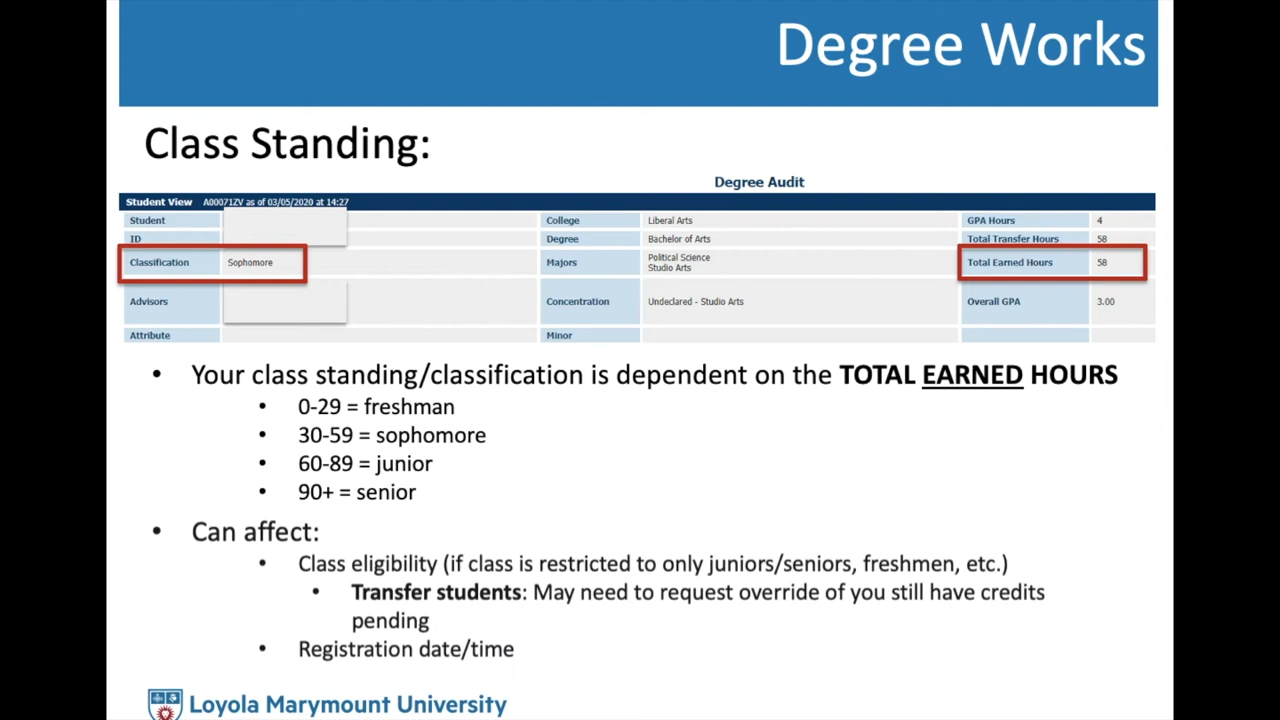 Degree Works
Class Standing:
Degree Audit
Student View A00071ZV as of 03/05/2020 at 14:27
Student College Liberal Arts GPA Hours 4
ID Degree Bachelor of Arts Total Transfer Hours 58
Classification Sophomore Majors Political Science Total Earned Hours 58
Studio Arts
Advisors Concentration Undeclared - Studio Arts Overall GPA 3.00
Attribute Minor
• Your class standing/classification is dependent on the TOTAL EARNED HOURS
• 0-29 = freshman
• 30-59 = sophomore
• 60-89 = junior
• 90+ = senior
• Can affect:
• Class eligibility (if class is restricted to only juniors/seniors, freshmen, etc.)
• Transfer students: May need to request override of you still have credits
pending
• Registration date/time
Loyola Marymount University